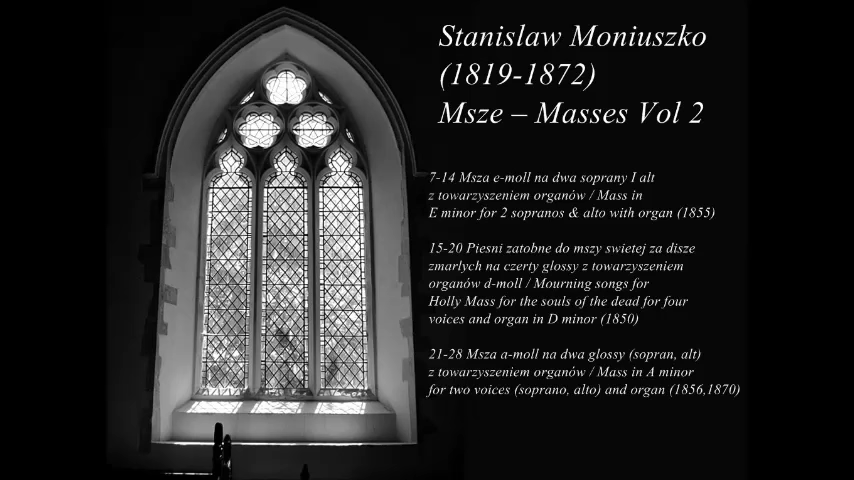 Stanislaw Moniuszko
(1819-1872)
Msze – Masses Vol 2
7-14 Msza e-moll na dwa soprany I alt
z towarzyszeniem organów / Mass in
E minor for 2 sopranos & alto with organ (1855)
15-20 Piesni zatobne do mszy swietej za disze
zmarlych na czerty glossy z towarzyszeniem
organów d-moll / Mourning songs for
Holly Mass for the souls of the dead for four
voices and organ in D minor (1850)
21-28 Msza a-moll na dwa glossy (sopran, alt)
z towarzyszeniem organów / Mass in A minor
for two voices (soprano, alto) and organ (1856,1870)